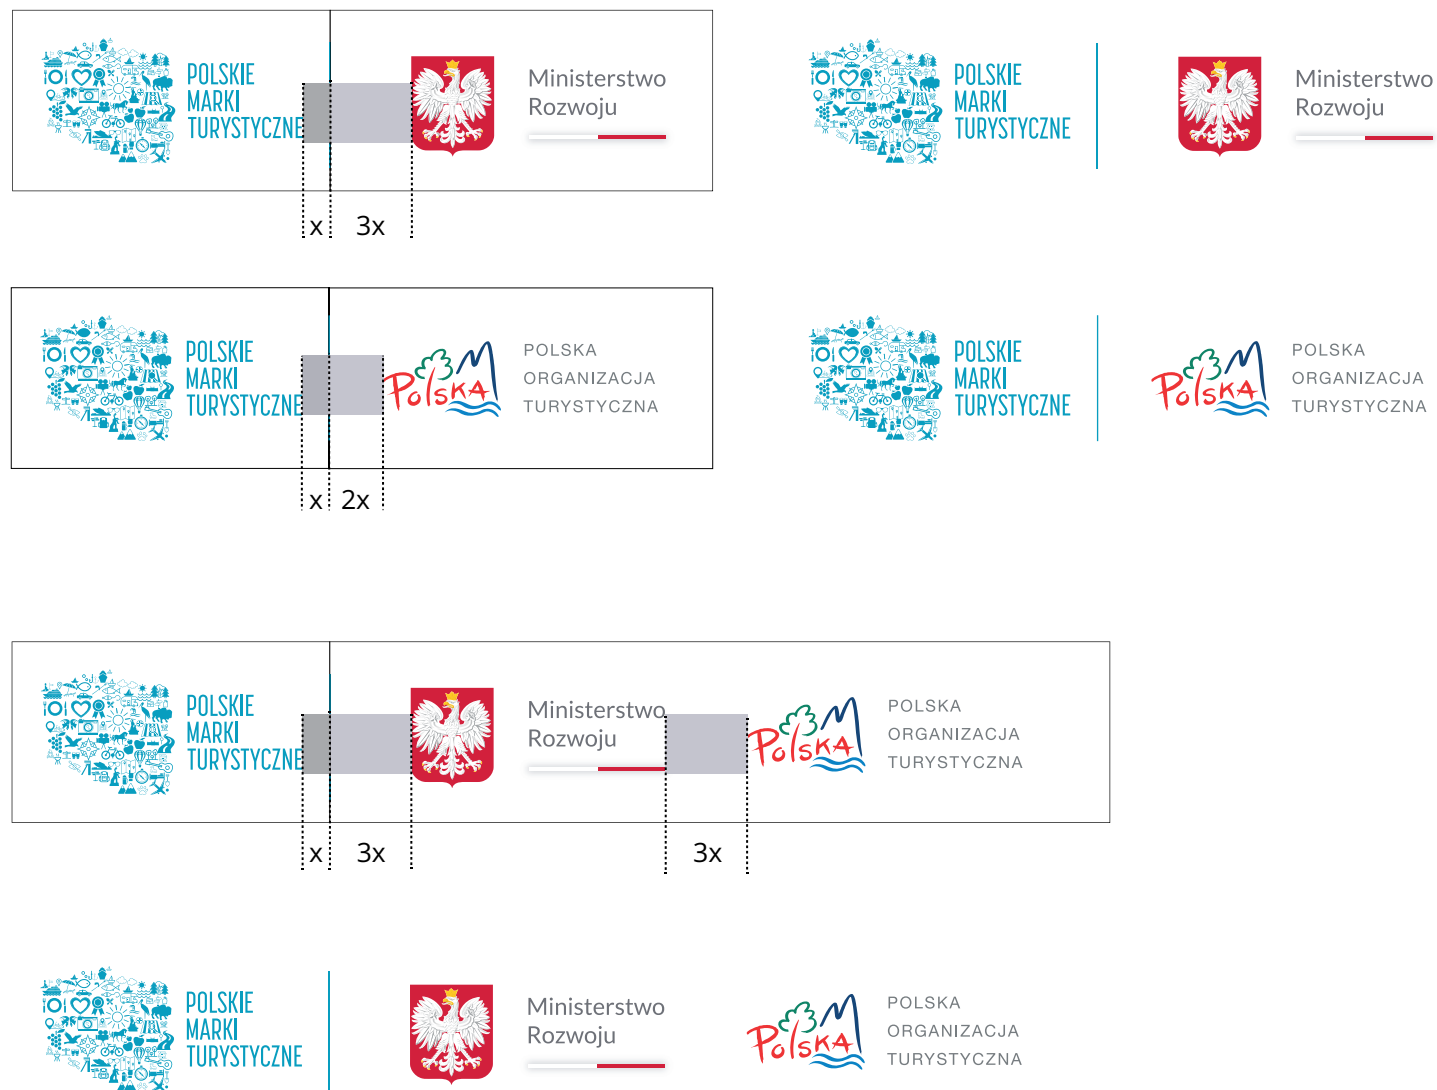 POLSKIE
MARKI
TURYSTYCZNE
Ministerstwo
Rozwoju
x 3x
POLSKIE
MARKI
TURYSTYCZNE
Ministerstwo
Rozwoju
POLSKIE
MARKI
TURYSTYCZNE
Polska
POLSKA
ORGANIZACJA
TURYSTYCZNA
x 2x
POLSKIE
MARKI
TURYSTYCZNE
Polska
POLSKA
ORGANIZACJA
TURYSTYCZNA
POLSKIE
MARKI
TURYSTYCZNE
Ministerstwo
Rozwoju
Polska
POLSKA
ORGANIZACJA
TURYSTYCZNA
x 3x 3x
POLSKIE
MARKI
TURYSTYCZNE
Ministerstwo
Rozwoju
Polska
POLSKA
ORGANIZACJA
TURYSTYCZNA